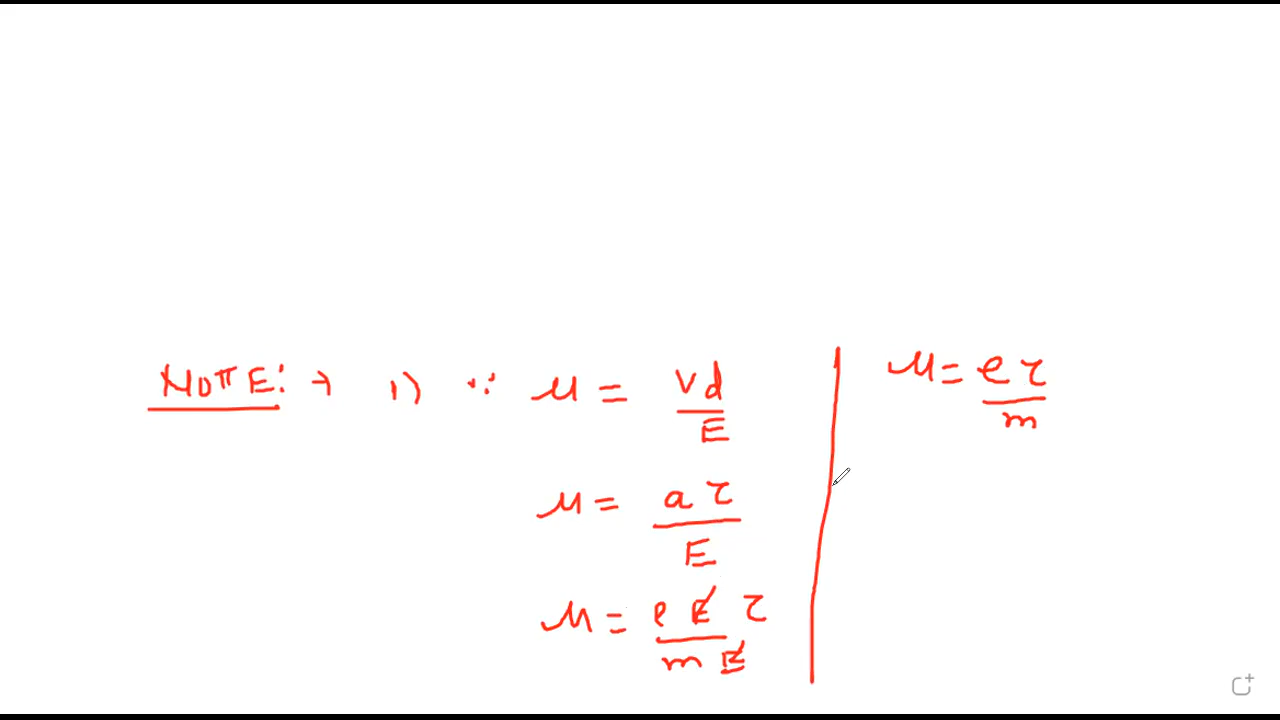 NOTE: → 1) ∵ μ = vd/E
μ = aτ/E
μ = eEτ/mE
μ = eτ/m